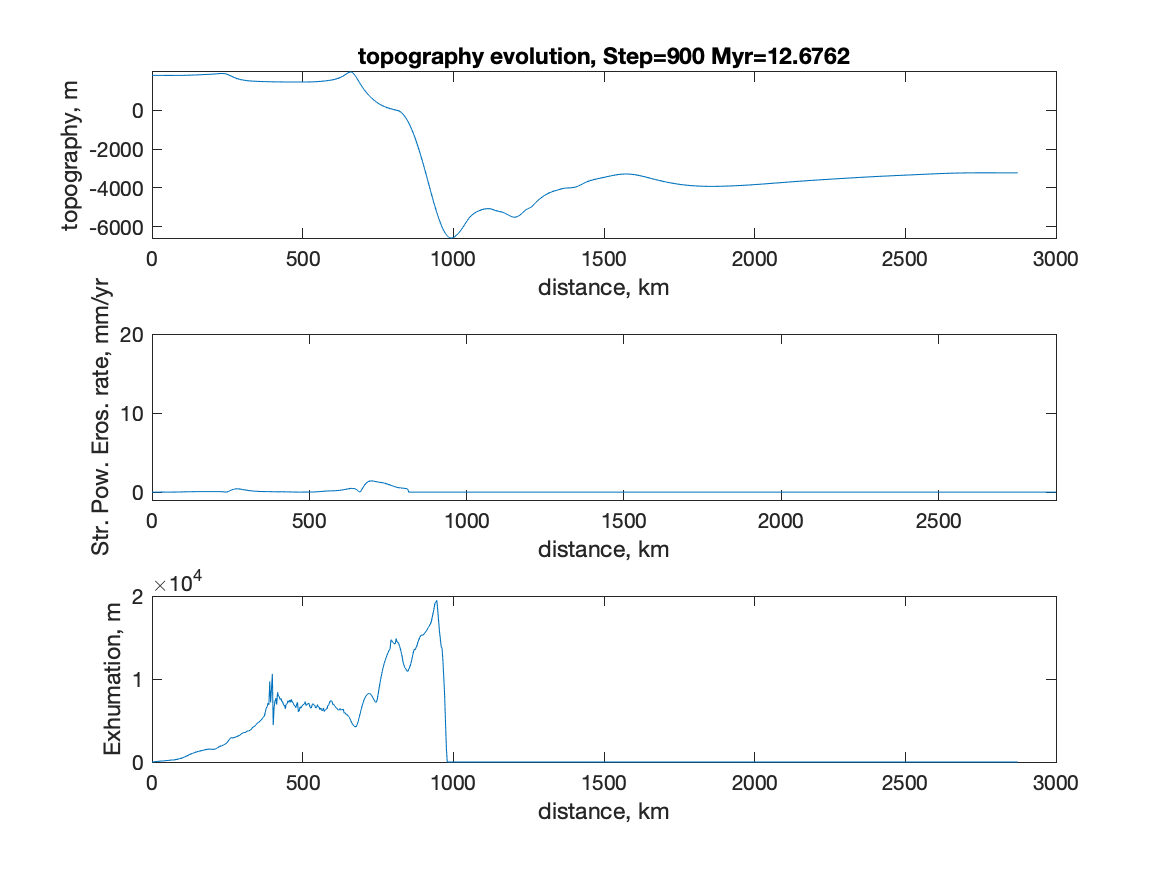 topography evolution, Step=900 Myr=12.6762
topography, m
0
-2000
-4000
-6000
0 500 1000 1500 2000 2500 3000
distance, km
Str. Pow. Eros. rate, mm/yr
20
10
0
0 500 1000 1500 2000 2500
distance, km
×10⁴
Exhumation, m
2
1
0
0 500 1000 1500 2000 2500 3000
distance, km